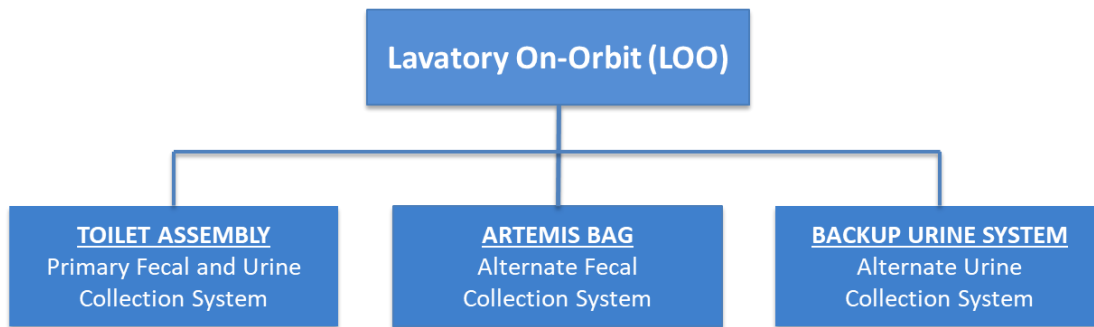 Lavatory On-Orbit (LOO)
TOILET ASSEMBLY
Primary Fecal and Urine
Collection System
ARTEMIS BAG
Alternate Fecal
Collection System
BACKUP URINE SYSTEM
Alternate Urine
Collection System